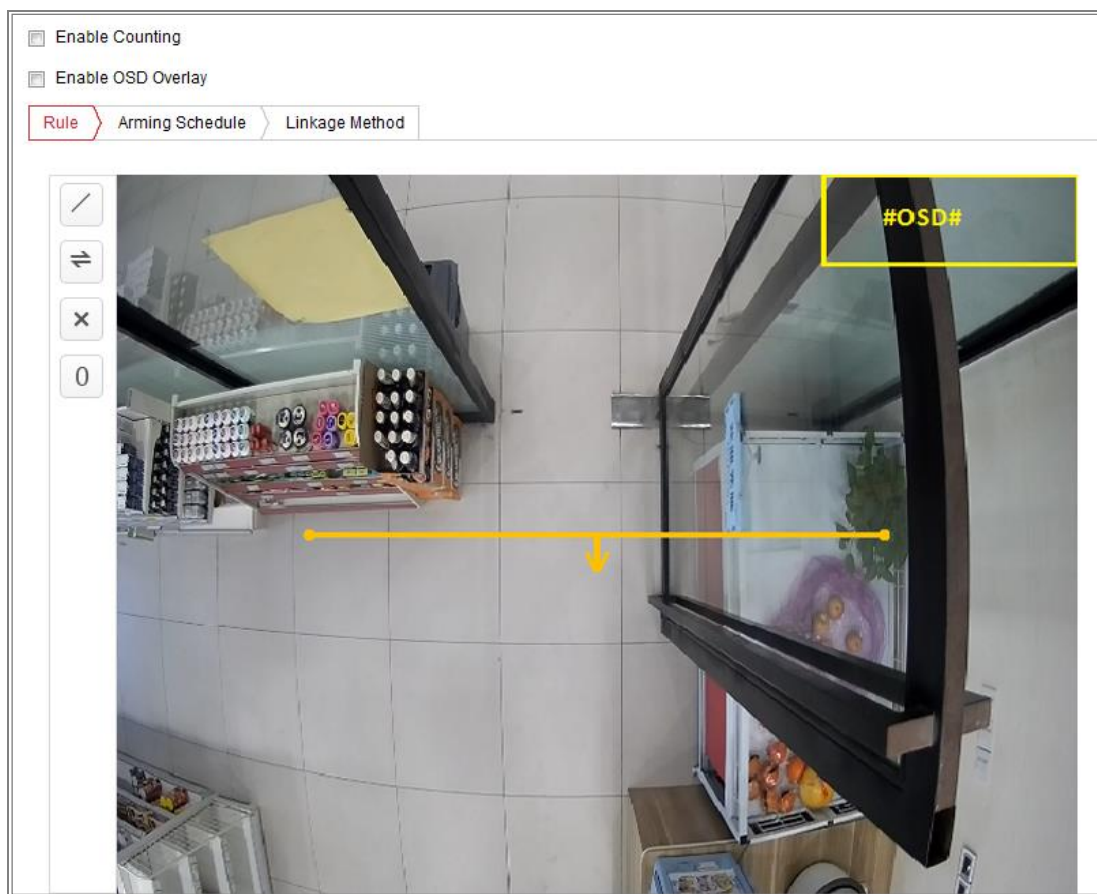 Enable Counting
Enable OSD Overlay
Rule Arming Schedule Linkage Method
#OSD#
0